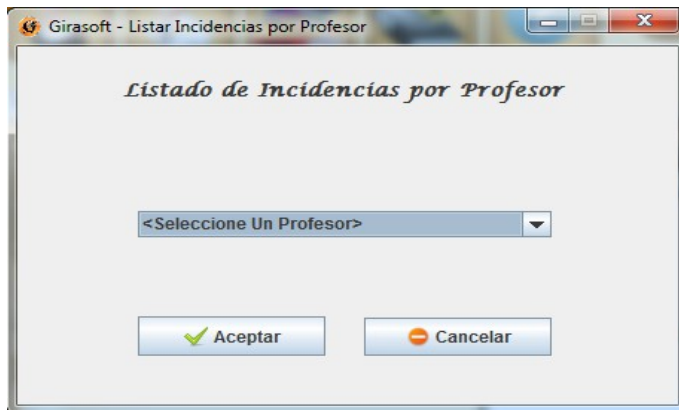 Girasoft - Listar Incidencias por Profesor
Listado de Incidencias por Profesor
<Seleccione Un Profesor>
Aceptar
Cancelar